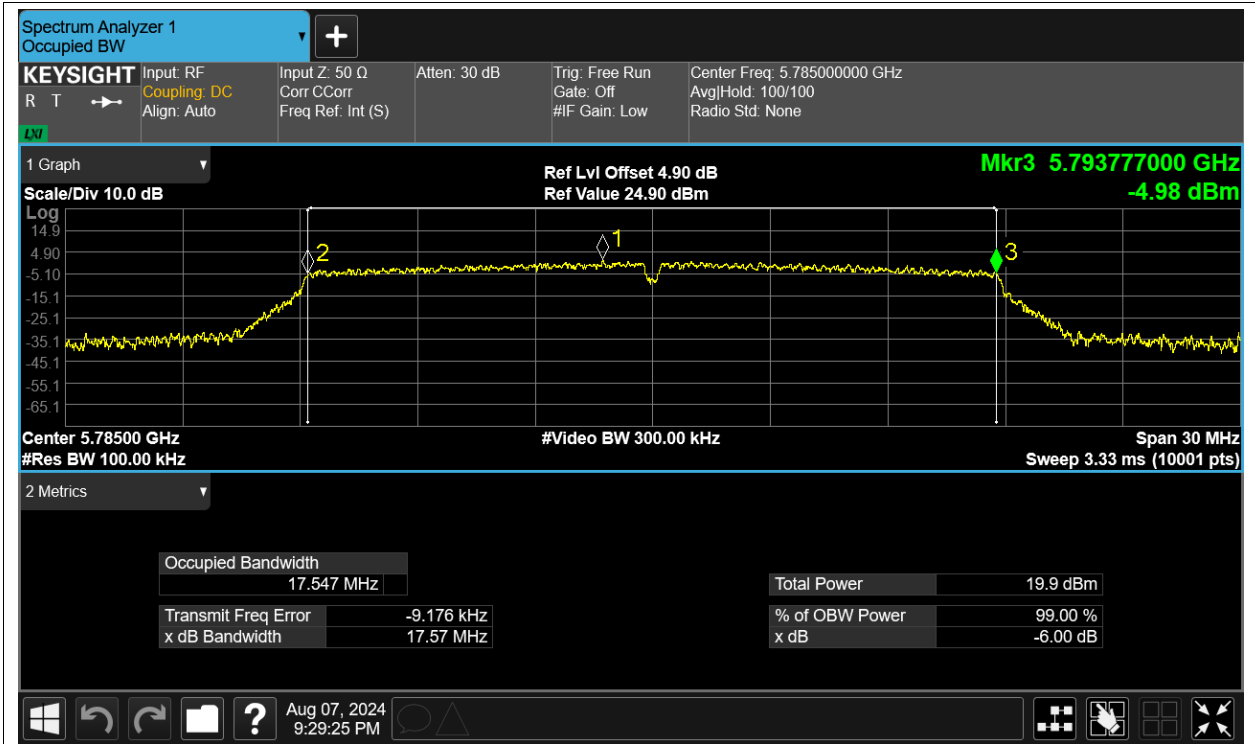 Spectrum Analyzer 1
Occupied BW
KEYSIGHT
R T
LXI
Input: RF
Coupling: DC
Align: Auto
Input Z: 50 Ω
Corr CCorr
Freq Ref: Int (S)
Atten: 30 dB
Trig: Free Run
Gate: Off
#IF Gain: Low
Center Freq: 5.785000000 GHz
Avg|Hold: 100/100
Radio Std: None
1 Graph
Scale/Div 10.0 dB
Ref Lvl Offset 4.90 dB
Ref Value 24.90 dBm
Mkr3 5.793777000 GHz
-4.98 dBm
Log
14.9
4.90
-5.10
-15.1
-25.1
-35.1
-45.1
-55.1
-65.1
2
1
3
Center 5.78500 GHz
#Res BW 100.00 kHz
#Video BW 300.00 kHz
Span 30 MHz
Sweep 3.33 ms (10001 pts)
2 Metrics
Occupied Bandwidth
17.547 MHz
Transmit Freq Error -9.176 kHz
x dB Bandwidth 17.57 MHz
Total Power 19.9 dBm
% of OBW Power 99.00 %
x dB -6.00 dB
?
Aug 07, 2024
9:29:25 PM